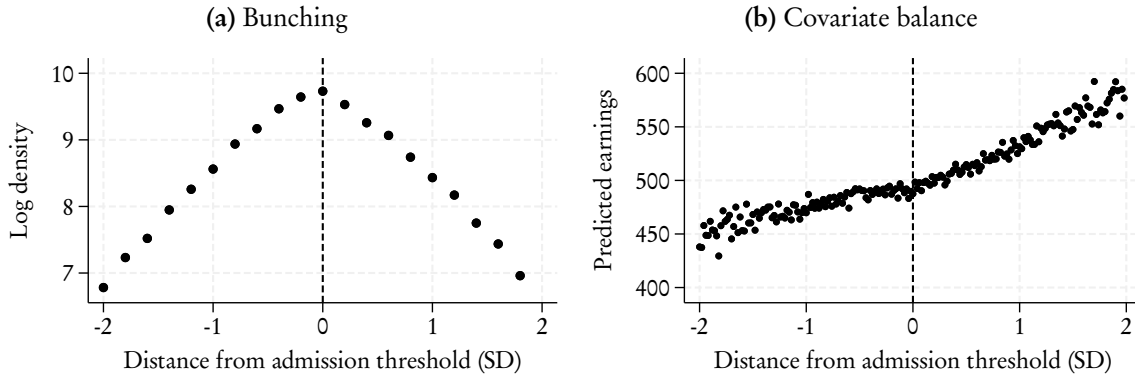 (a) Bunching
Log density
10
9
8
7
-2 -1 0 1 2
Distance from admission threshold (SD)
(b) Covariate balance
Predicted earnings
600
550
500
450
400
-2 -1 0 1 2
Distance from admission threshold (SD)